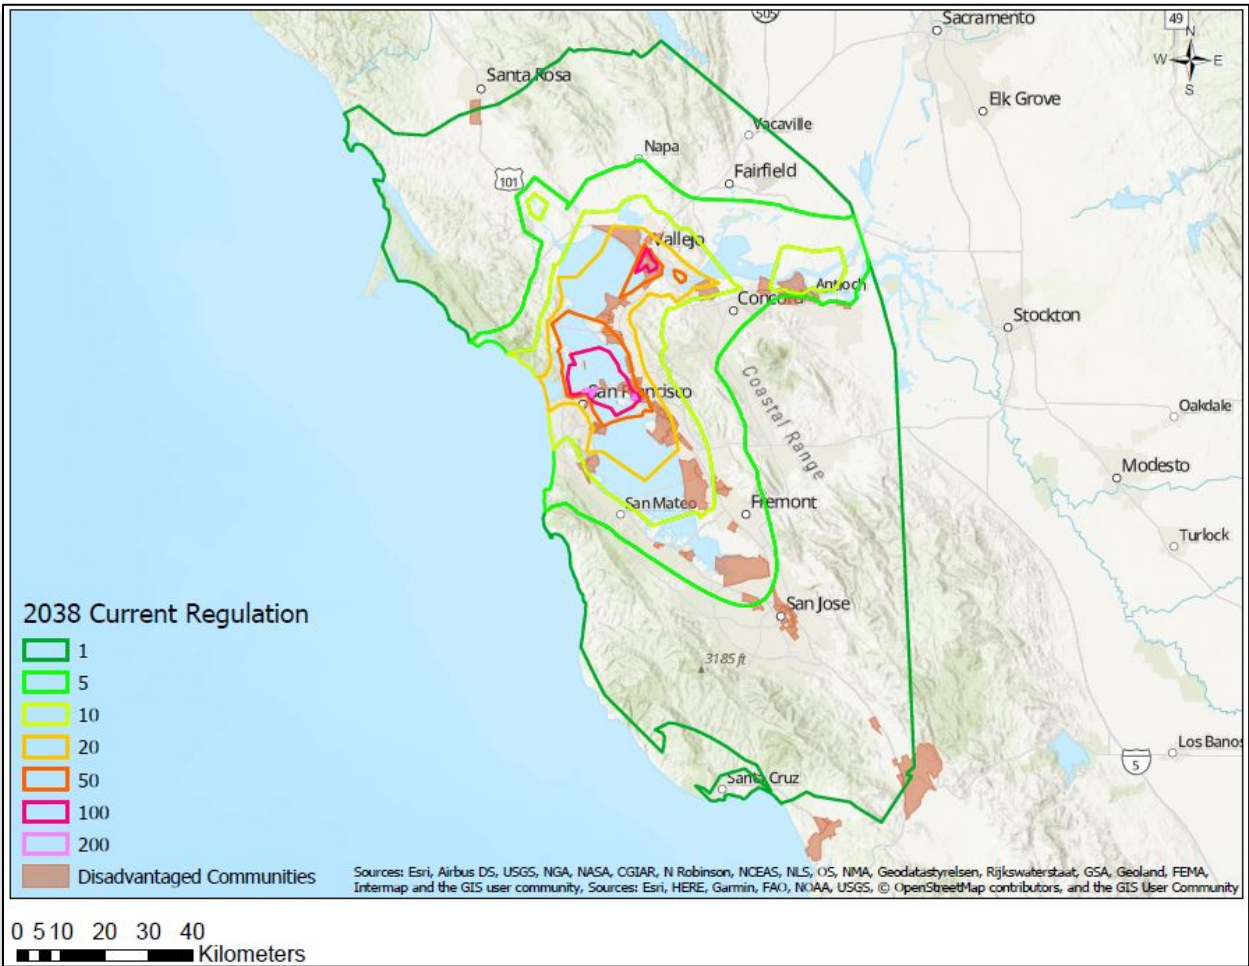 505
Sacramento
49
N
W E
S
Santa Rosa
Elk Grove
Vacaville
Napa
Fairfield
101
Vallejo
Antioch
Concord
Stockton
San Francisco
Coastal Range
Oakdale
Modesto
San Mateo
Fremont
Turlock
2038 Current Regulation
San Jose
1
3185 ft
5
10
20
Los Banos
5
50
Santa Cruz
100
200
Disadvantaged Communities
Sources: Esri, Airbus DS, USGS, NGA, NASA, CGIAR, N Robinson, NCEAS, NLS, OS, NMA, Geodatastyrelsen, Rijkswaterstaat, GSA, Geoland, FEMA,
Intermap and the GIS user community, Sources: Esri, HERE, Garmin, FAO, NOAA, USGS, © OpenStreetMap contributors, and the GIS User Community
0 5 10 20 30 40
Kilometers